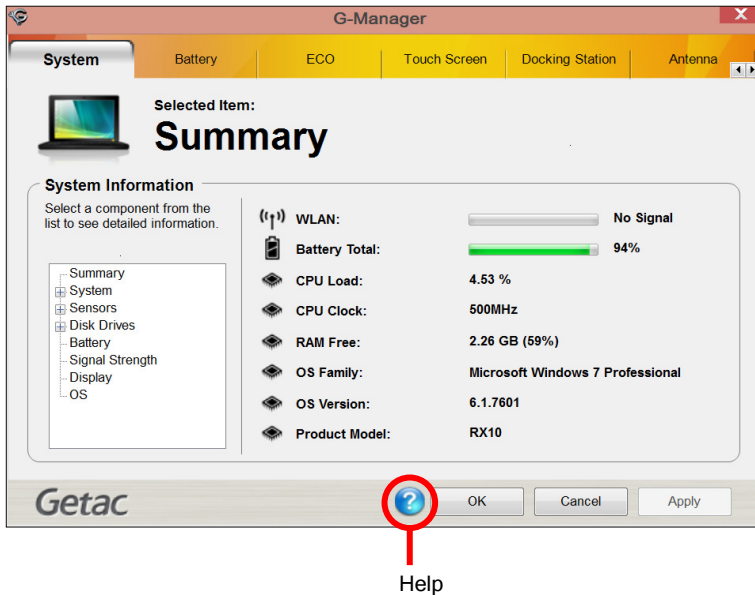 G-Manager
System Battery ECO Touch Screen Docking Station Antenna
Selected Item:
Summary
System Information
Select a component from the
list to see detailed information.
Summary
System
Sensors
Disk Drives
Battery
Signal Strength
Display
OS
WLAN: No Signal
Battery Total: 94%
CPU Load: 4.53 %
CPU Clock: 500MHz
RAM Free: 2.26 GB (59%)
OS Family: Microsoft Windows 7 Professional
OS Version: 6.1.7601
Product Model: RX10
Getac ? OK Cancel Apply
Help